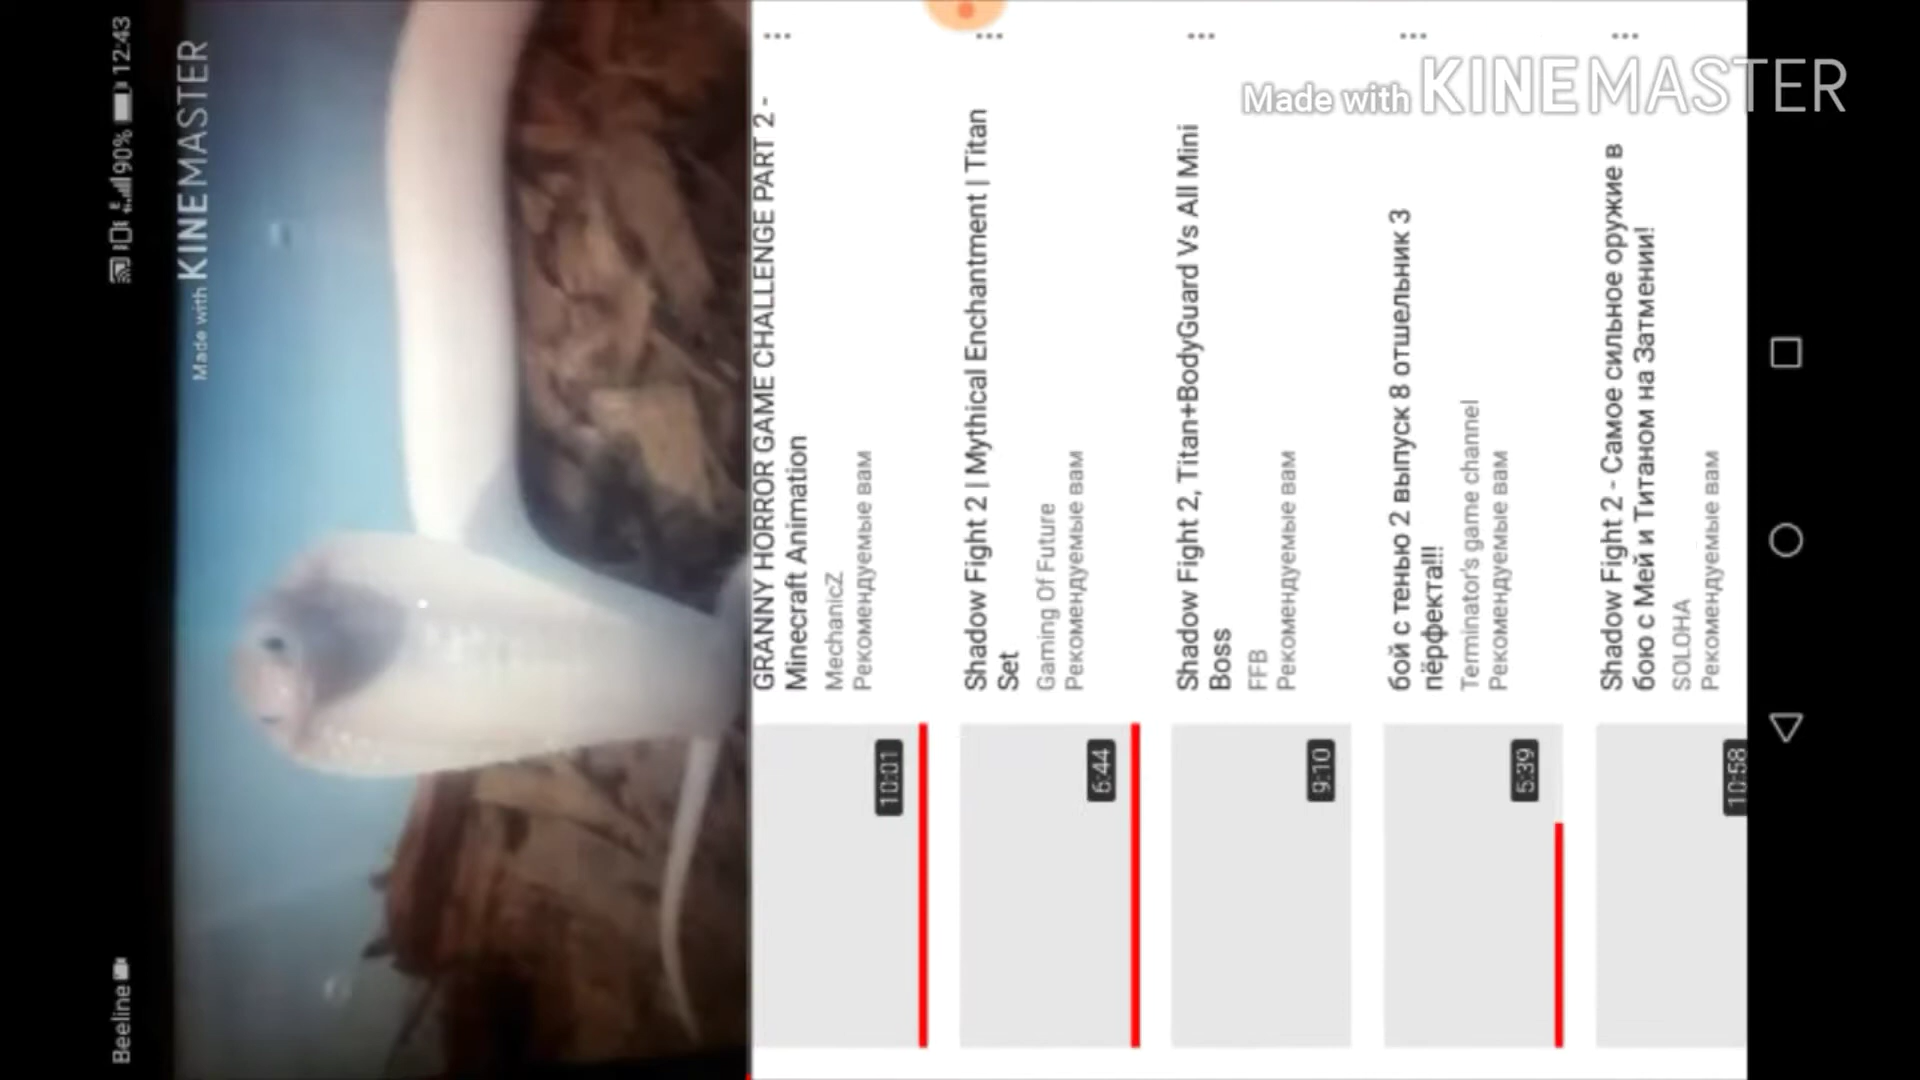 Beeline
90% 12:43
Made with KINEMASTER
Made with KINEMASTER
GRANNY HORROR GAME CHALLENGE PART 2 -
Minecraft Animation
MechanicZ
Рекомендуемые вам
10:01
Shadow Fight 2 | Mythical Enchantment | Titan
Set
Gaming Of Future
Рекомендуемые вам
6:44
Shadow Fight 2, Titan+BodyGuard Vs All Mini
Boss
FFB
Рекомендуемые вам
9:10
бой с тенью 2 выпуск 8 отшельник 3
пёрфекта!!!
Terminator's game channel
Рекомендуемые вам
5:39
Shadow Fight 2 - Самое сильное оружие в
бою с Мей и Титаном на Затмении!
SOLOHA
Рекомендуемые вам
10:58